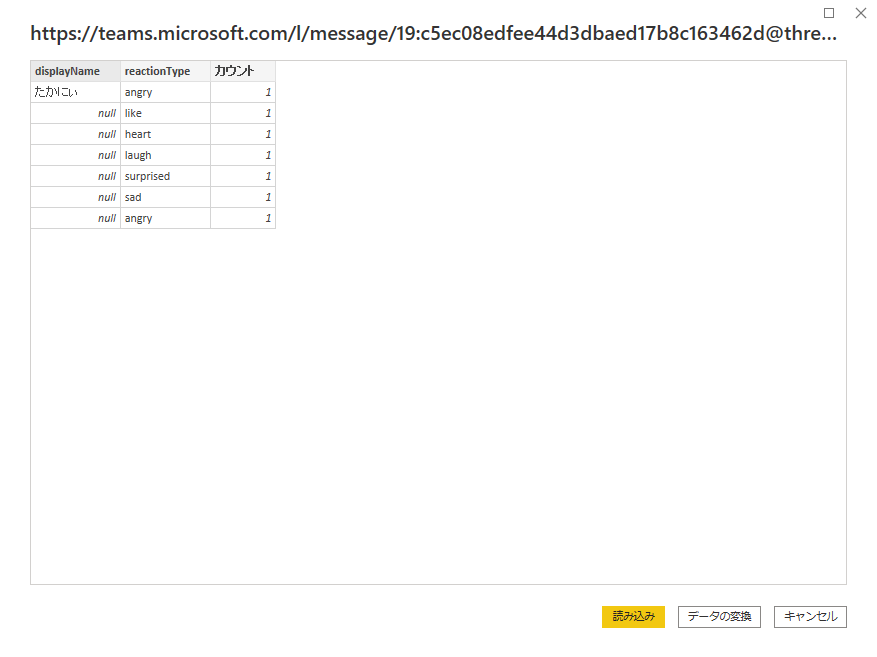 https://teams.microsoft.com/l/message/19:c5ec08edfee44d3dbaed17b8c163462d@thre...
displayName reactionType カウント
たかにぃ angry 1
null like 1
null heart 1
null laugh 1
null surprised 1
null sad 1
null angry 1
読み込み データの変換 キャンセル